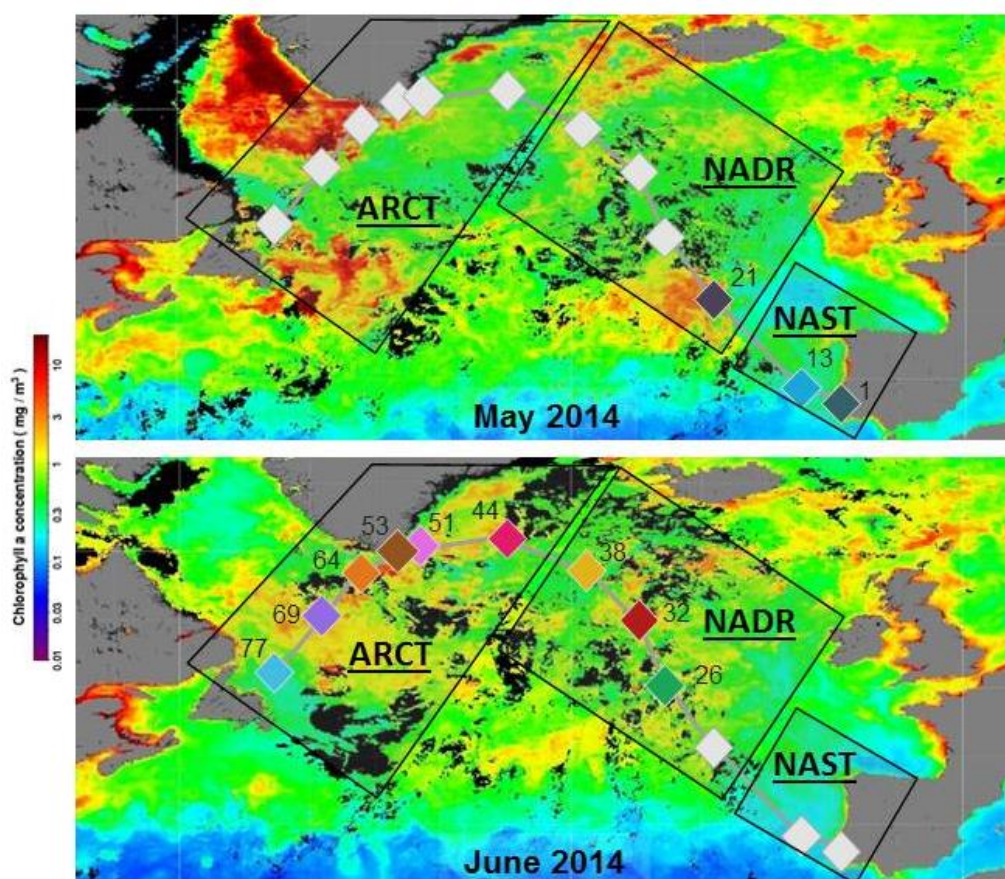 ARCT
NADR
21
NAST
13
1
May 2014
Chlorophyll a concentration ( mg / m³ )
10
3
1
0.3
0.1
0.03
0.01
53
51
44
64
38
69
32
NADR
77
ARCT
26
NAST
June 2014